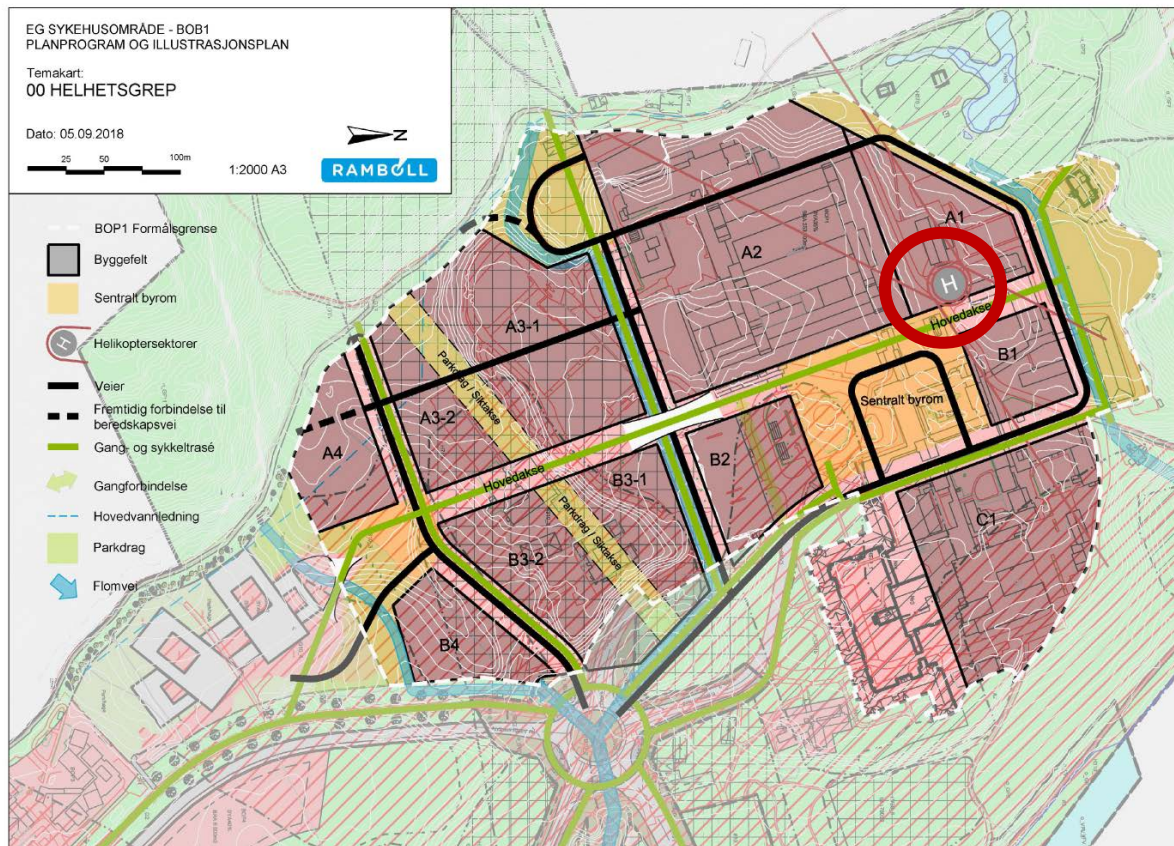 EG SYKEHUSOMRÅDE - BOB1
PLANPROGRAM OG ILLUSTRASJONSPLAN
Temakart:
00 HELHETSGREP
Dato: 05.09.2018
N
25 50 100m
1:2000 A3
RAMBOLL
BOP1 Formålsgrense
Byggefelt
Sentralt byrom
H
Helikoptersektorer
Veier
Fremtidig forbindelse til
beredskapsvei
Gang- og sykkeltrasé
Gangforbindelse
Hovedvannledning
Parkdrag
Flomvei
A1
A2
H
Hovedakse
B1
A3-1
Parkdrag / Siktakse
Sentralt byrom
A3-2
A4
Hovedakse
B3-1
B2
Parkdrag / Siktakse
C1
B3-2
B4